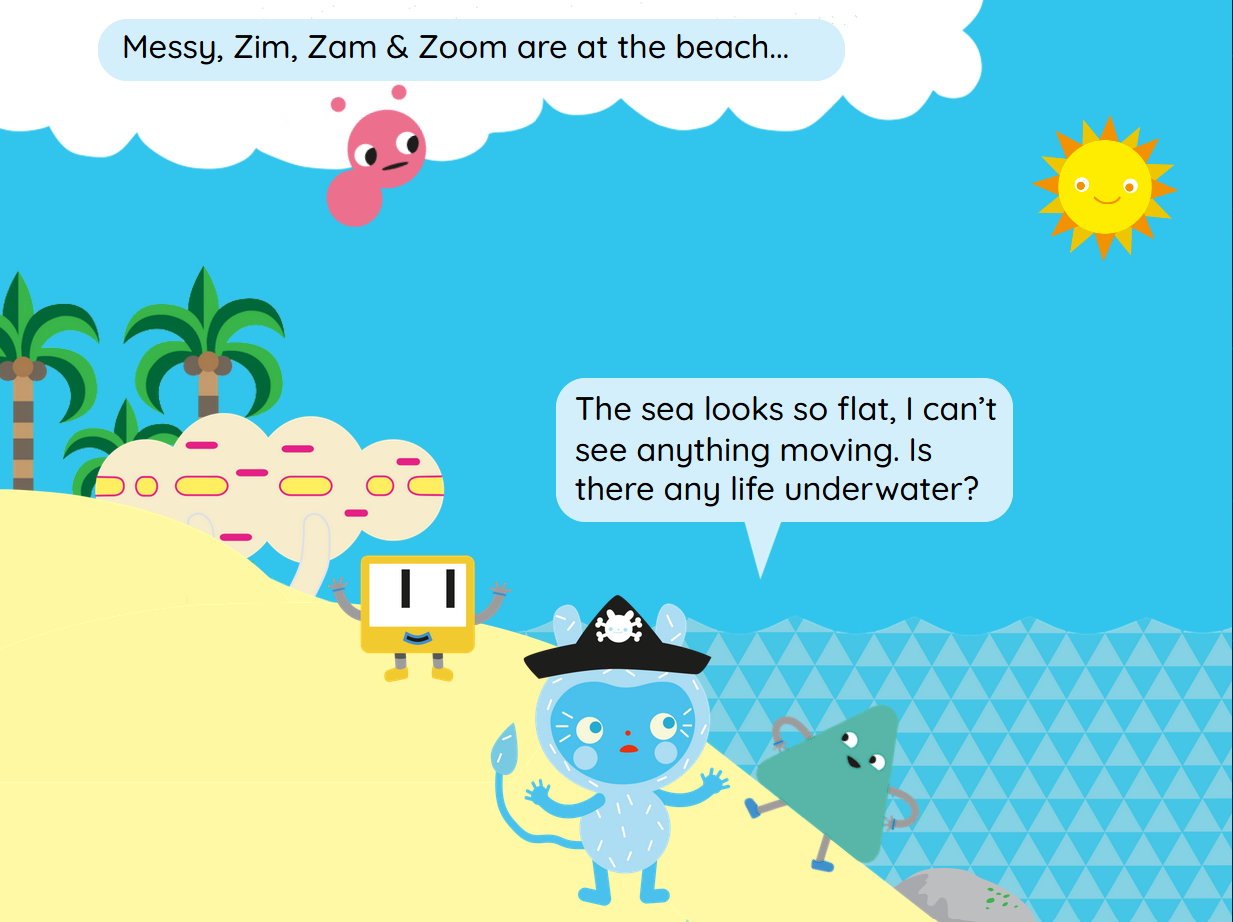 Messy, Zim, Zam & Zoom are at the beach...
The sea looks so flat, I can’t
see anything moving. Is
there any life underwater?